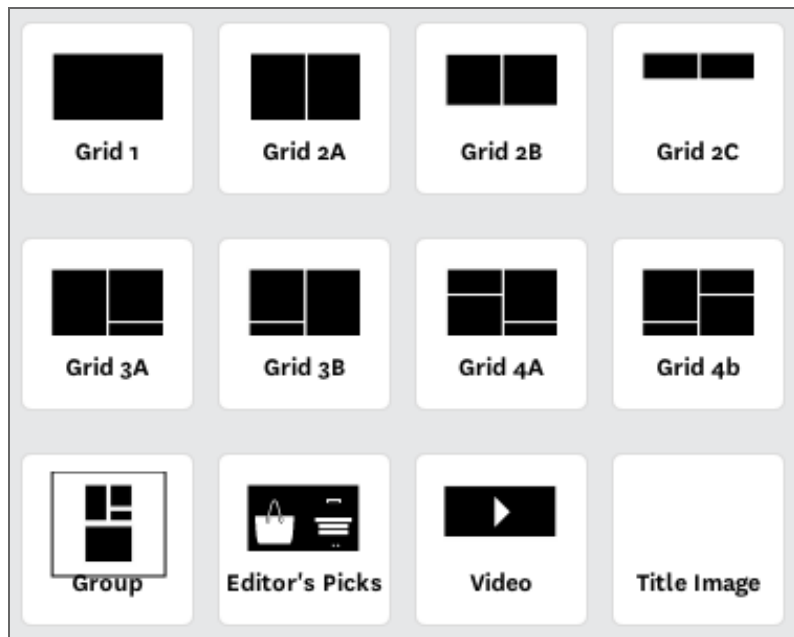 Grid 1
Grid 2A
Grid 2B
Grid 2C
Grid 3A
Grid 3B
Grid 4A
Grid 4b
Group
Editor's Picks
Video
Title Image